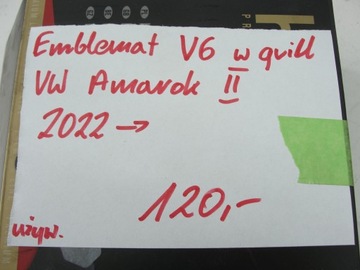 Emblemat V6 w grill
VW Amarok II
2022 →
120,-
używ.